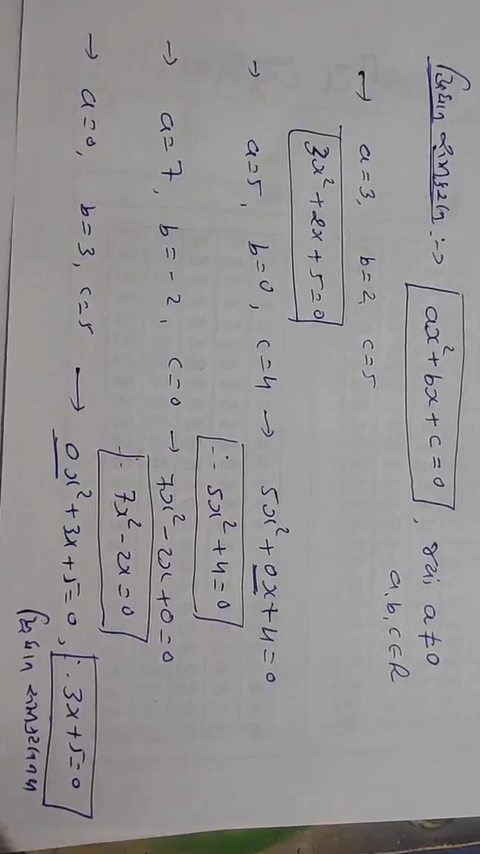 ax² + bx + c = 0, જ્યાં, a ≠ 0
a, b, c ∈ R
→ a = 3, b = 2, c = 5
3x² + 2x + 5 = 0
→ a = 5, b = 0, c = 4 → 5x² + 0x + 4 = 0
∴ 5x² + 4 = 0
→ a = 7, b = - 2, c = 0 → 7x² - 2x + 0 = 0
∴ 7x² - 2x = 0
→ a = 0, b = 3, c = 5 → 0x² + 3x + 5 = 0, ∴ 3x + 5 = 0